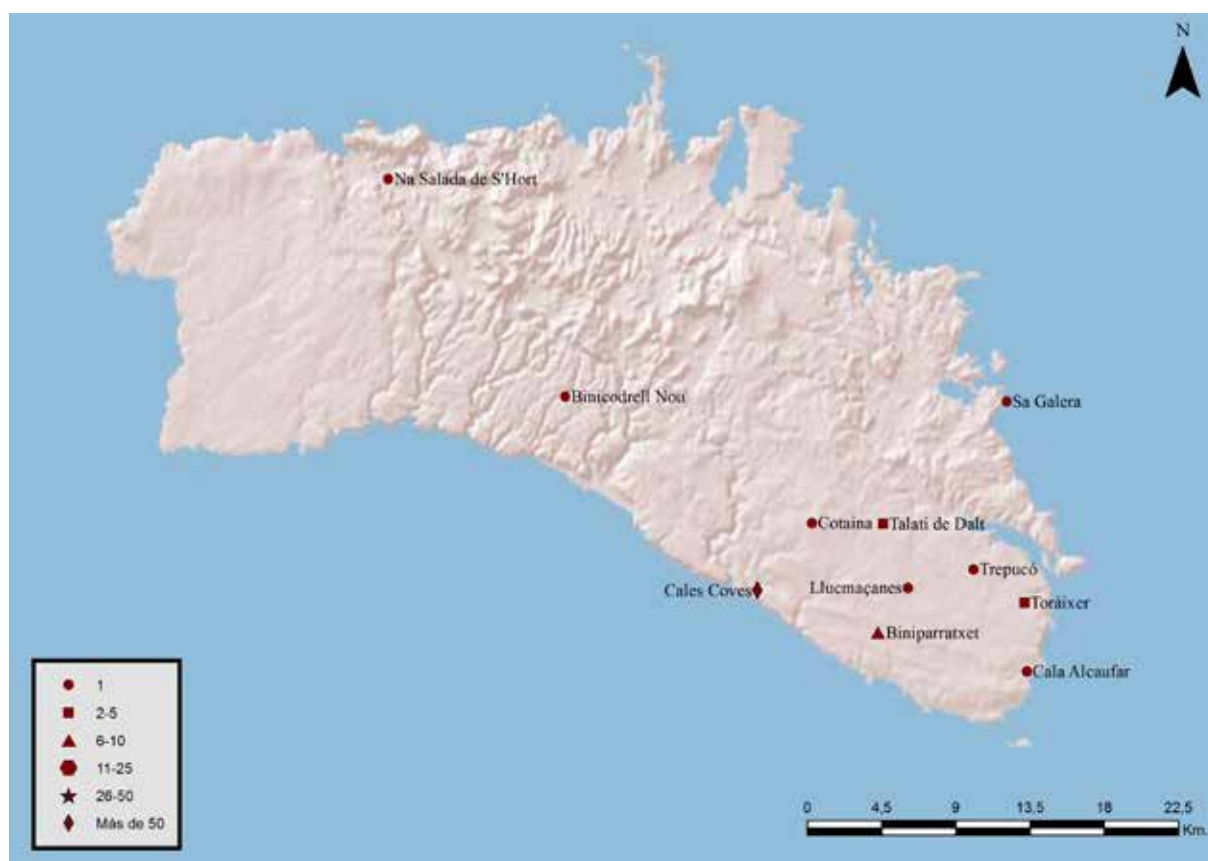 N
Na Salada de S'Hort
Binicodrell Nou
Sa Galera
Cotaina
Talati de Dalt
Trepucó
Llucmaçanes
Cales Coves
Toràixer
Biniparratxet
Cala Alcaufar
1
2-5
6-10
11-25
26-50
Más de 50
0 4,5 9 13,5 18 22,5
Km.